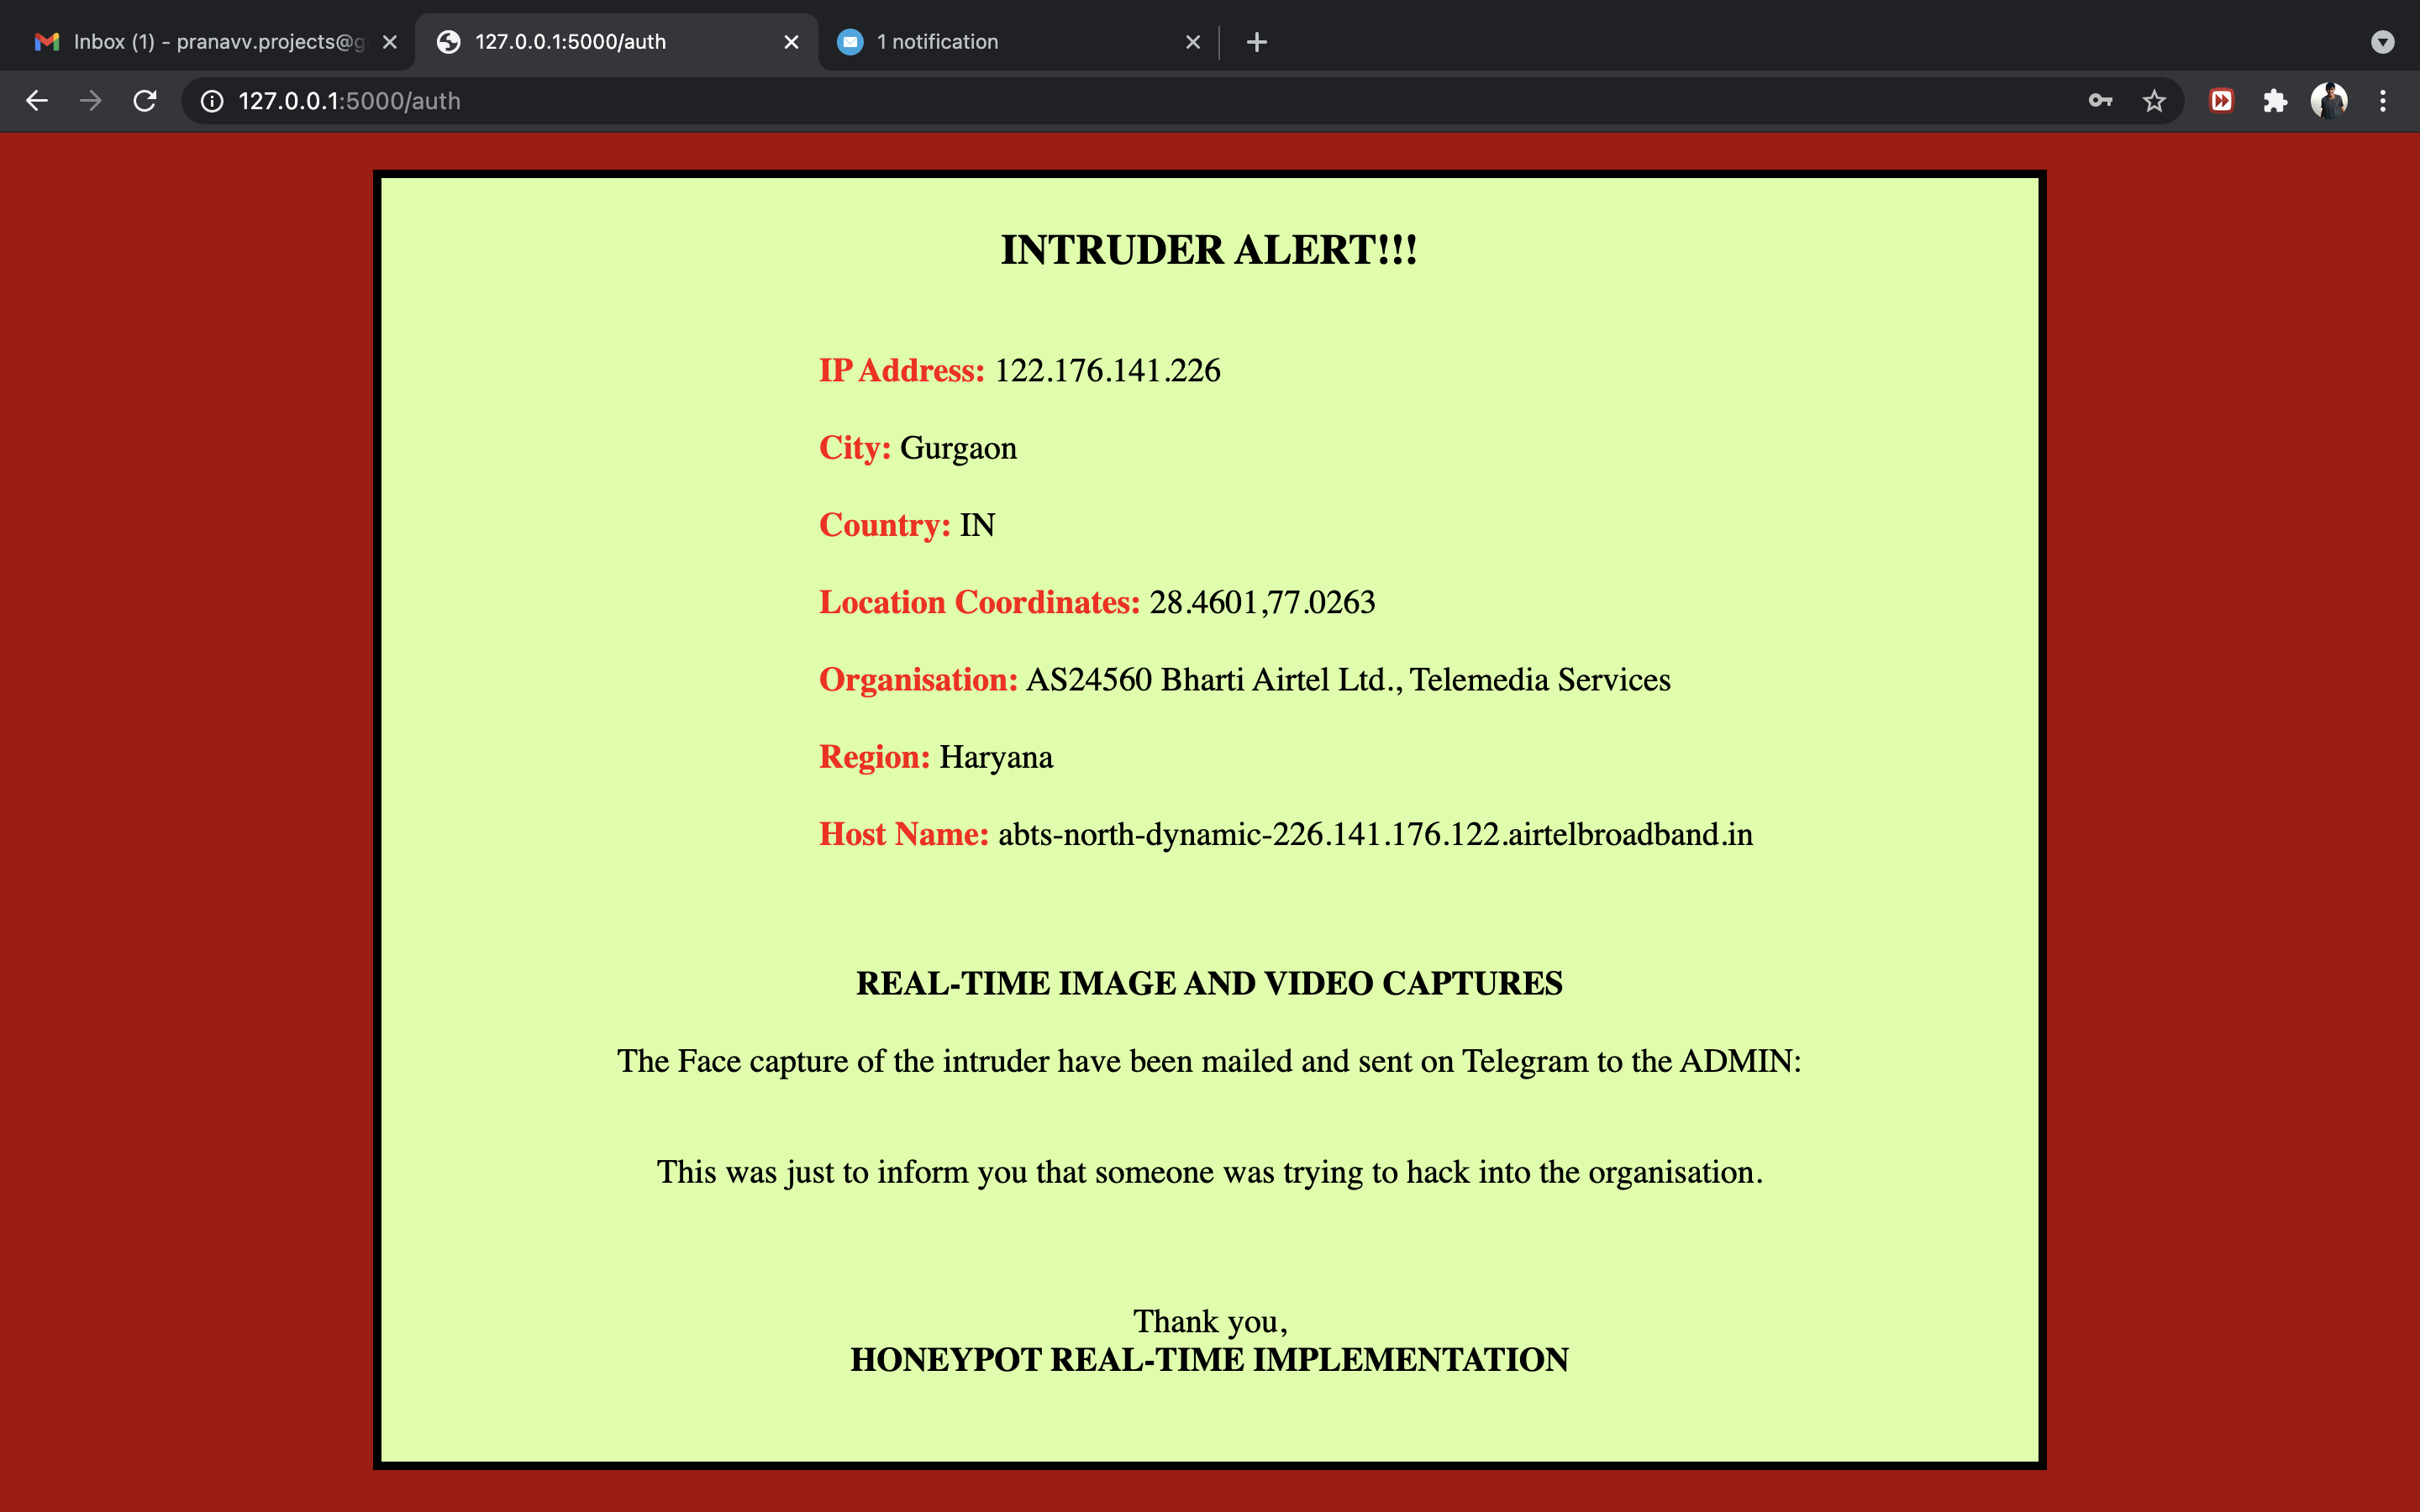 Inbox (1) - pranavv.projects@g
127.0.0.1:5000/auth
1 notification
127.0.0.1:5000/auth
INTRUDER ALERT!!!
IP Address: 122.176.141.226
City: Gurgaon
Country: IN
Location Coordinates: 28.4601,77.0263
Organisation: AS24560 Bharti Airtel Ltd., Telemedia Services
Region: Haryana
Host Name: abts-north-dynamic-226.141.176.122.airtelbroadband.in
REAL-TIME IMAGE AND VIDEO CAPTURES
The Face capture of the intruder have been mailed and sent on Telegram to the ADMIN:
This was just to inform you that someone was trying to hack into the organisation.
Thank you,
HONEYPOT REAL-TIME IMPLEMENTATION